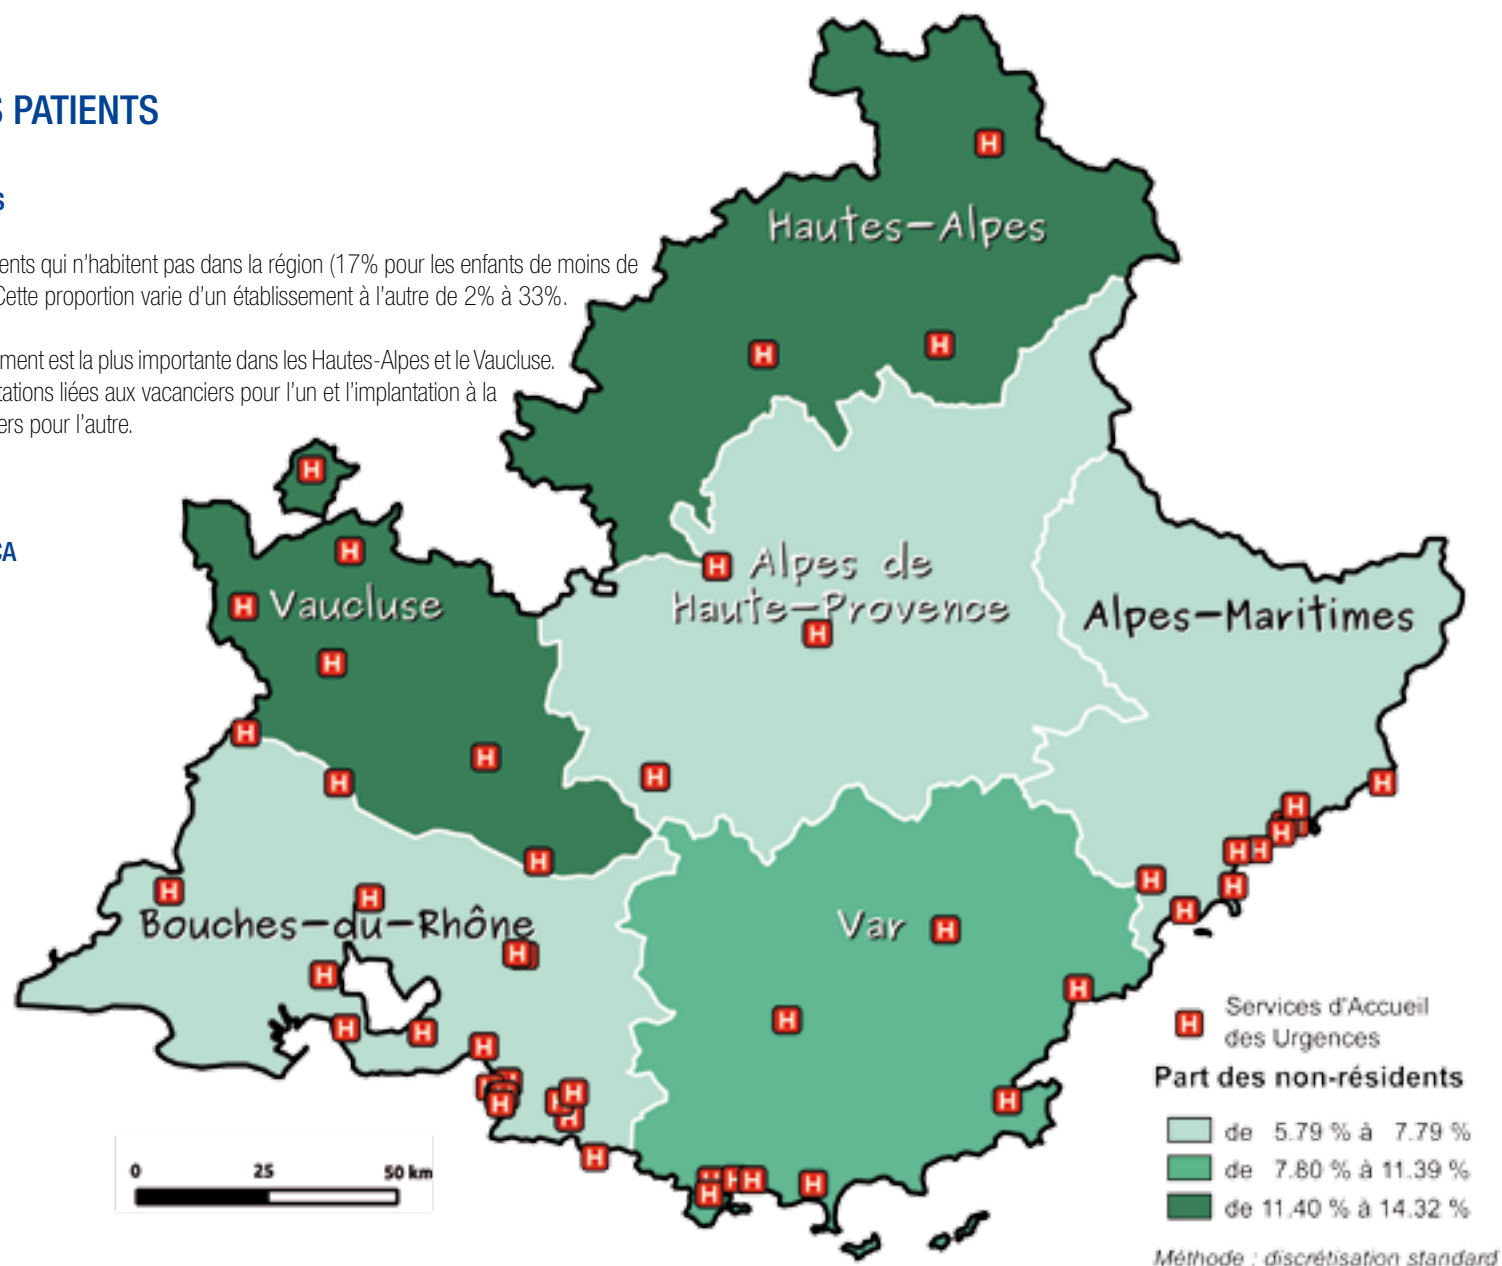 S PATIENTS
S
ents qui n’habitent pas dans la région (17% pour les enfants de moins de
Cette proportion varie d’un établissement à l’autre de 2% à 33%.
ment est la plus importante dans les Hautes-Alpes et le Vaucluse.
tations liées aux vacanciers pour l’un et l’implantation à la
ers pour l’autre.
CA
Hautes-Alpes
Vaucluse
Alpes de
Haute-Provence
Alpes-Maritimes
Bouches-du-Rhône
Var
H Services d'Accueil
des Urgences
Part des non-résidents
de 5.79 % à 7.79 %
de 7.80 % à 11.39 %
de 11.40 % à 14.32 %
Méthode : discrétisation standard
0 25 50 km